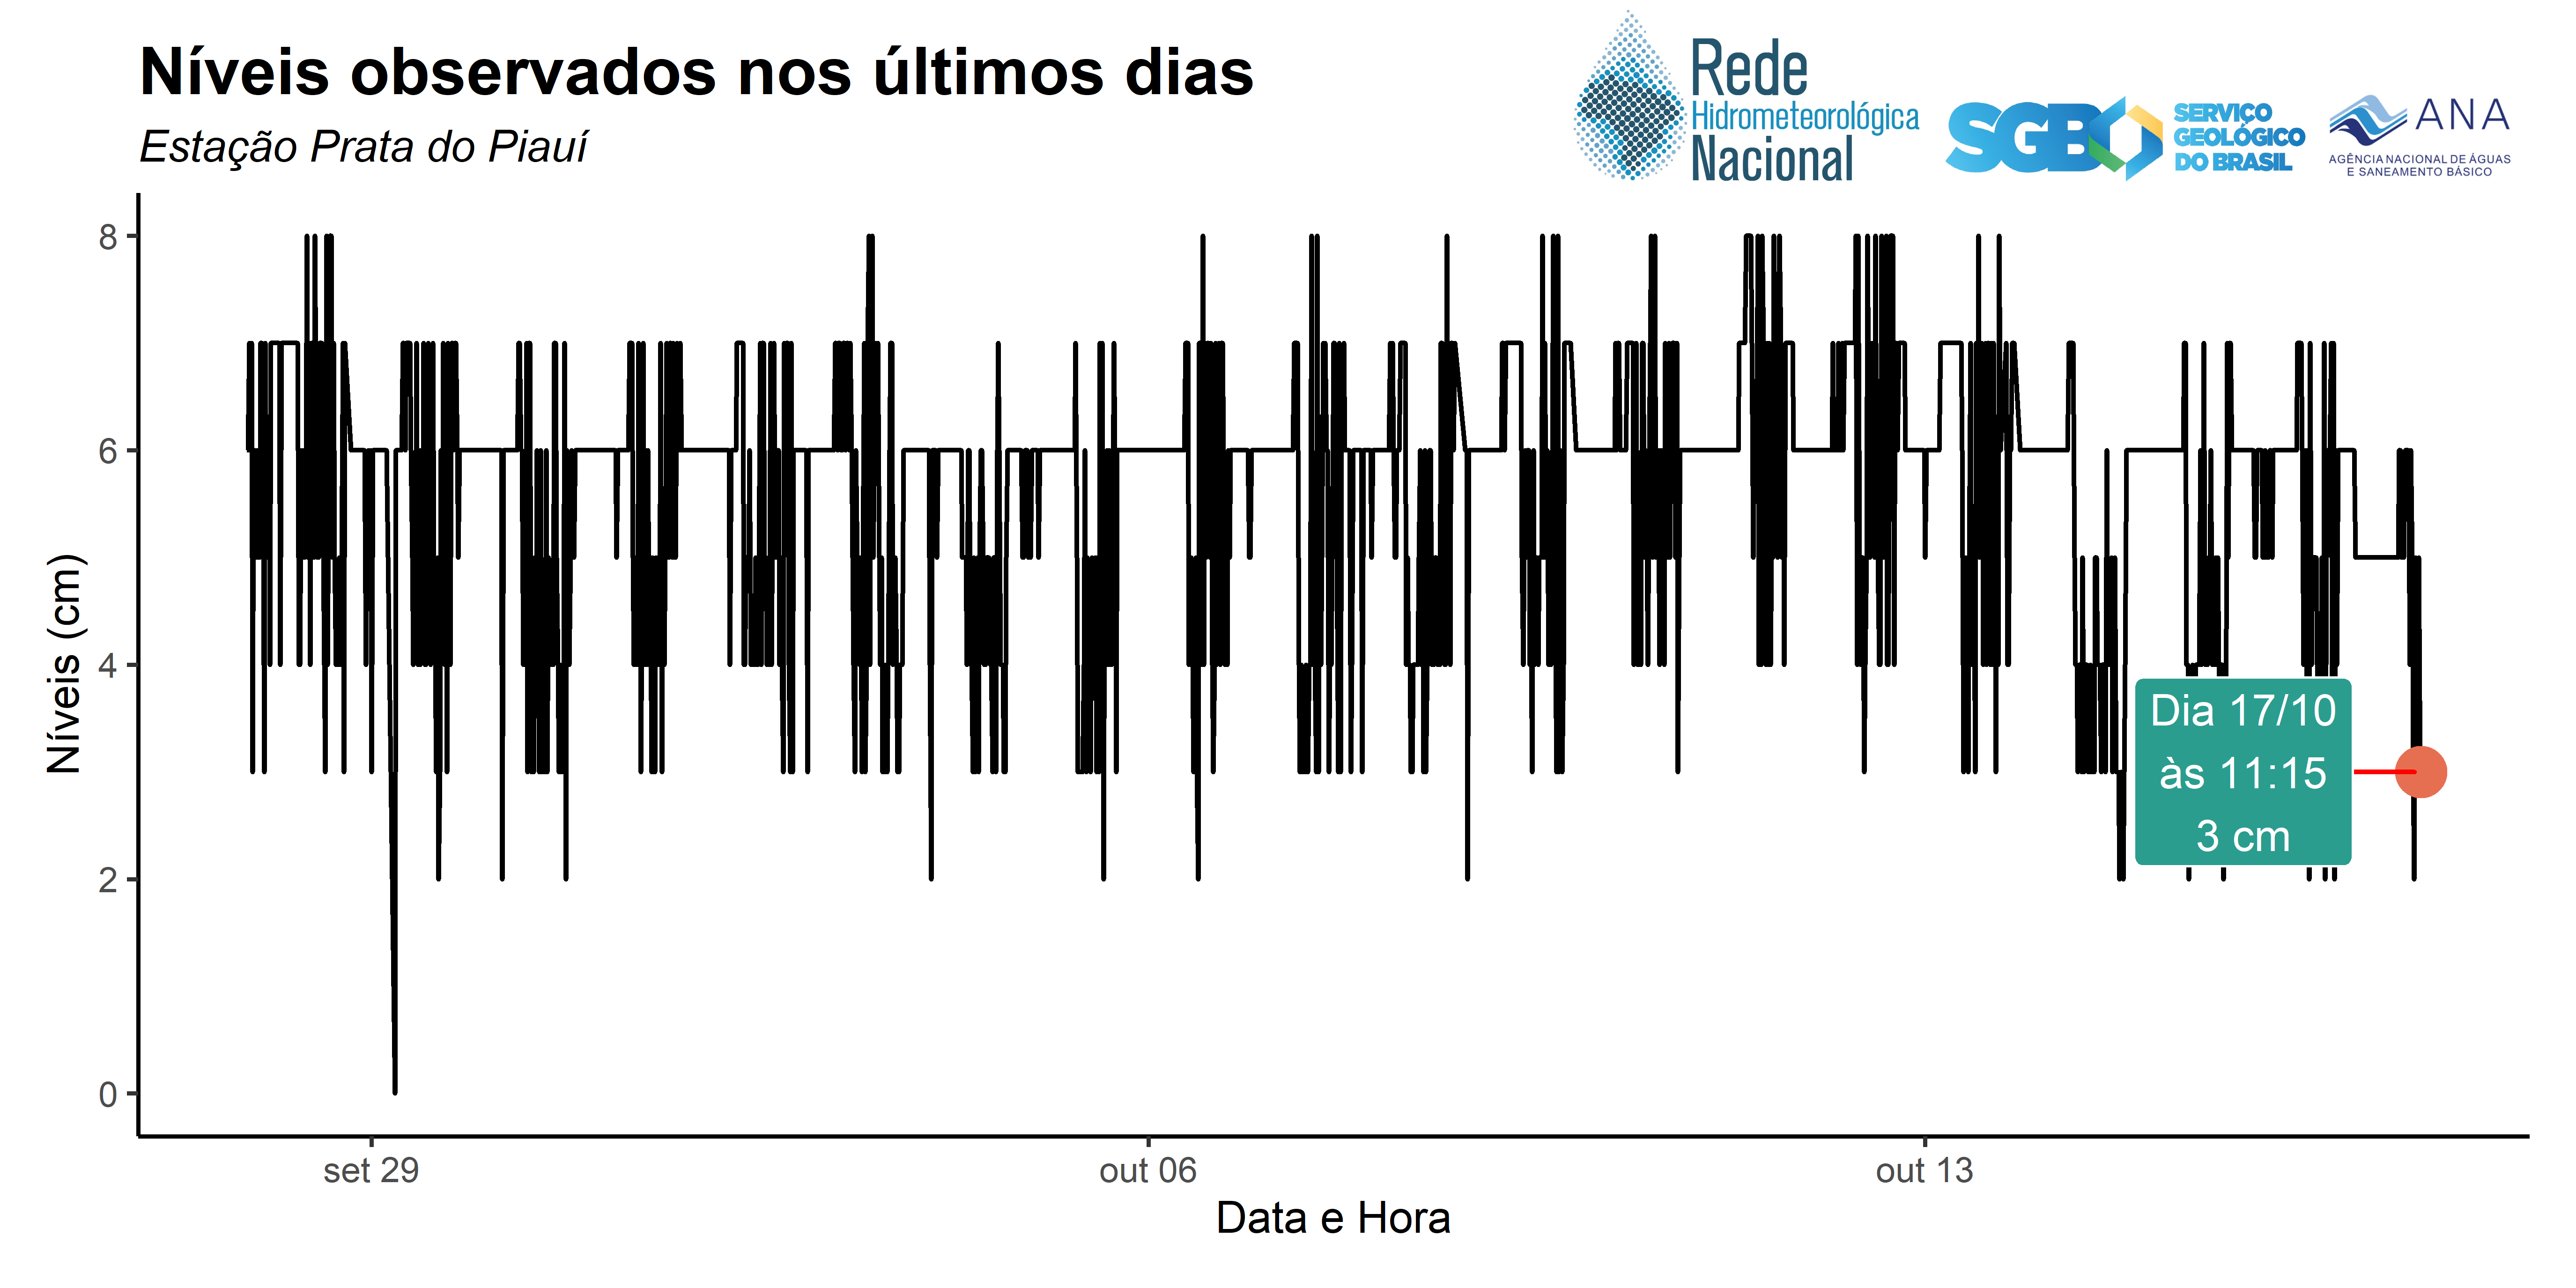 Níveis observados nos últimos dias
Estação Prata do Piauí
Rede
Hidrometeorológica
Nacional
SGB
SERVIÇO
GEOLÓGICO
DO BRASIL
ANA
AGÊNCIA NACIONAL DE ÁGUAS
E SANEAMENTO BÁSICO
Níveis (cm)
8
6
4
2
0
Dia 17/10
às 11:15
3 cm
set 29
out 06
out 13
Data e Hora